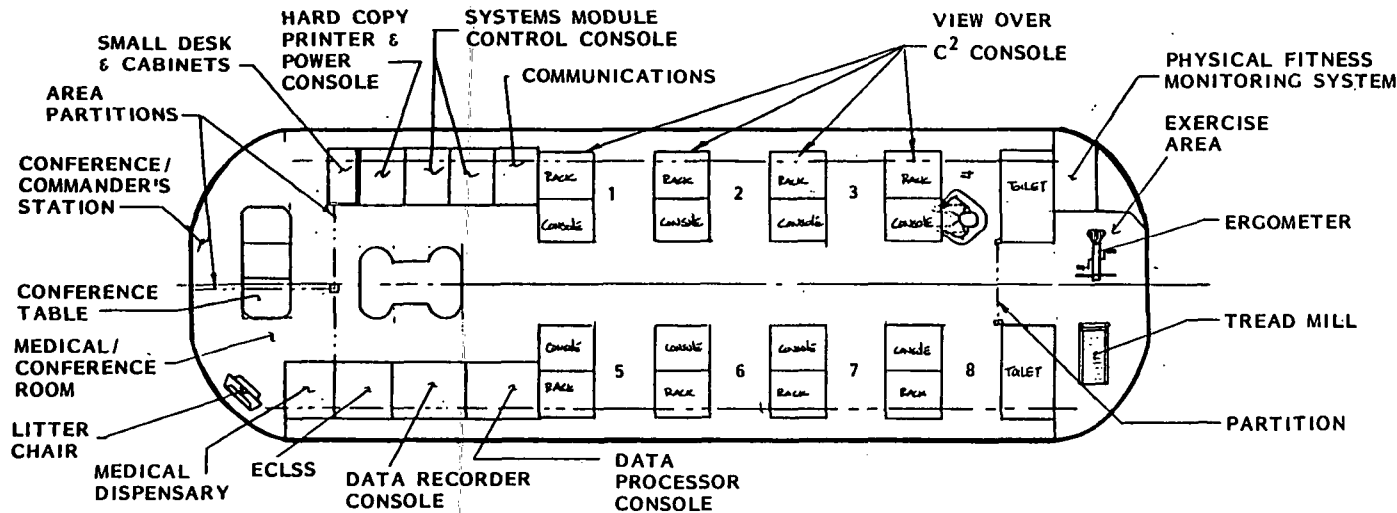 HARD COPY
PRINTER &
POWER
CONSOLE
SYSTEMS MODULE
CONTROL CONSOLE
COMMUNICATIONS
VIEW OVER
C² CONSOLE
PHYSICAL FITNESS
MONITORING SYSTEM
SMALL DESK
& CABINETS
AREA
PARTITIONS
EXERCISE
AREA
CONFERENCE/
COMMANDER'S
STATION
ERGOMETER
CONFERENCE
TABLE
TREAD MILL
MEDICAL/
CONFERENCE
ROOM
PARTITION
LITTER
CHAIR
MEDICAL
DISPENSARY
ECLSS
DATA RECORDER
CONSOLE
DATA
PROCESSOR
CONSOLE
RACK
CONSOLE
1
RACK
CONSOLE
2
RACK
CONSOLE
3
RACK
CONSOLE
4
TOILET
CONSOLE
RACK
5
CONSOLE
RACK
6
CONSOLE
RACK
7
CONSOLE
RACK
8
TOILET